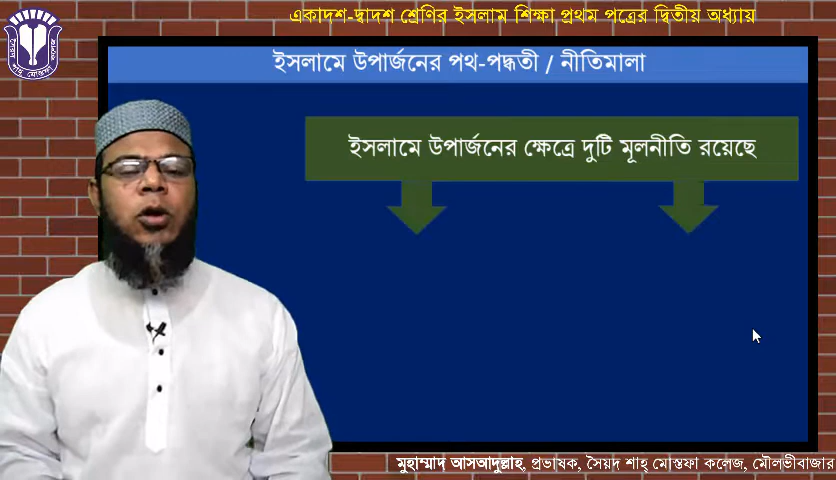 একাদশ-দ্বাদশ শ্রেণির ইসলাম শিক্ষা প্রথম পত্রের দ্বিতীয় অধ্যায়
ইসলামে উপার্জনের পথ-পদ্ধতী / নীতিমালা
ইসলামে উপার্জনের ক্ষেত্রে দুটি মূলনীতি রয়েছে
মুহাম্মাদ আসআদুল্লাহ, প্রভাষক, সৈয়দ শাহ্ মোস্তফা কলেজ, মৌলভীবাজার